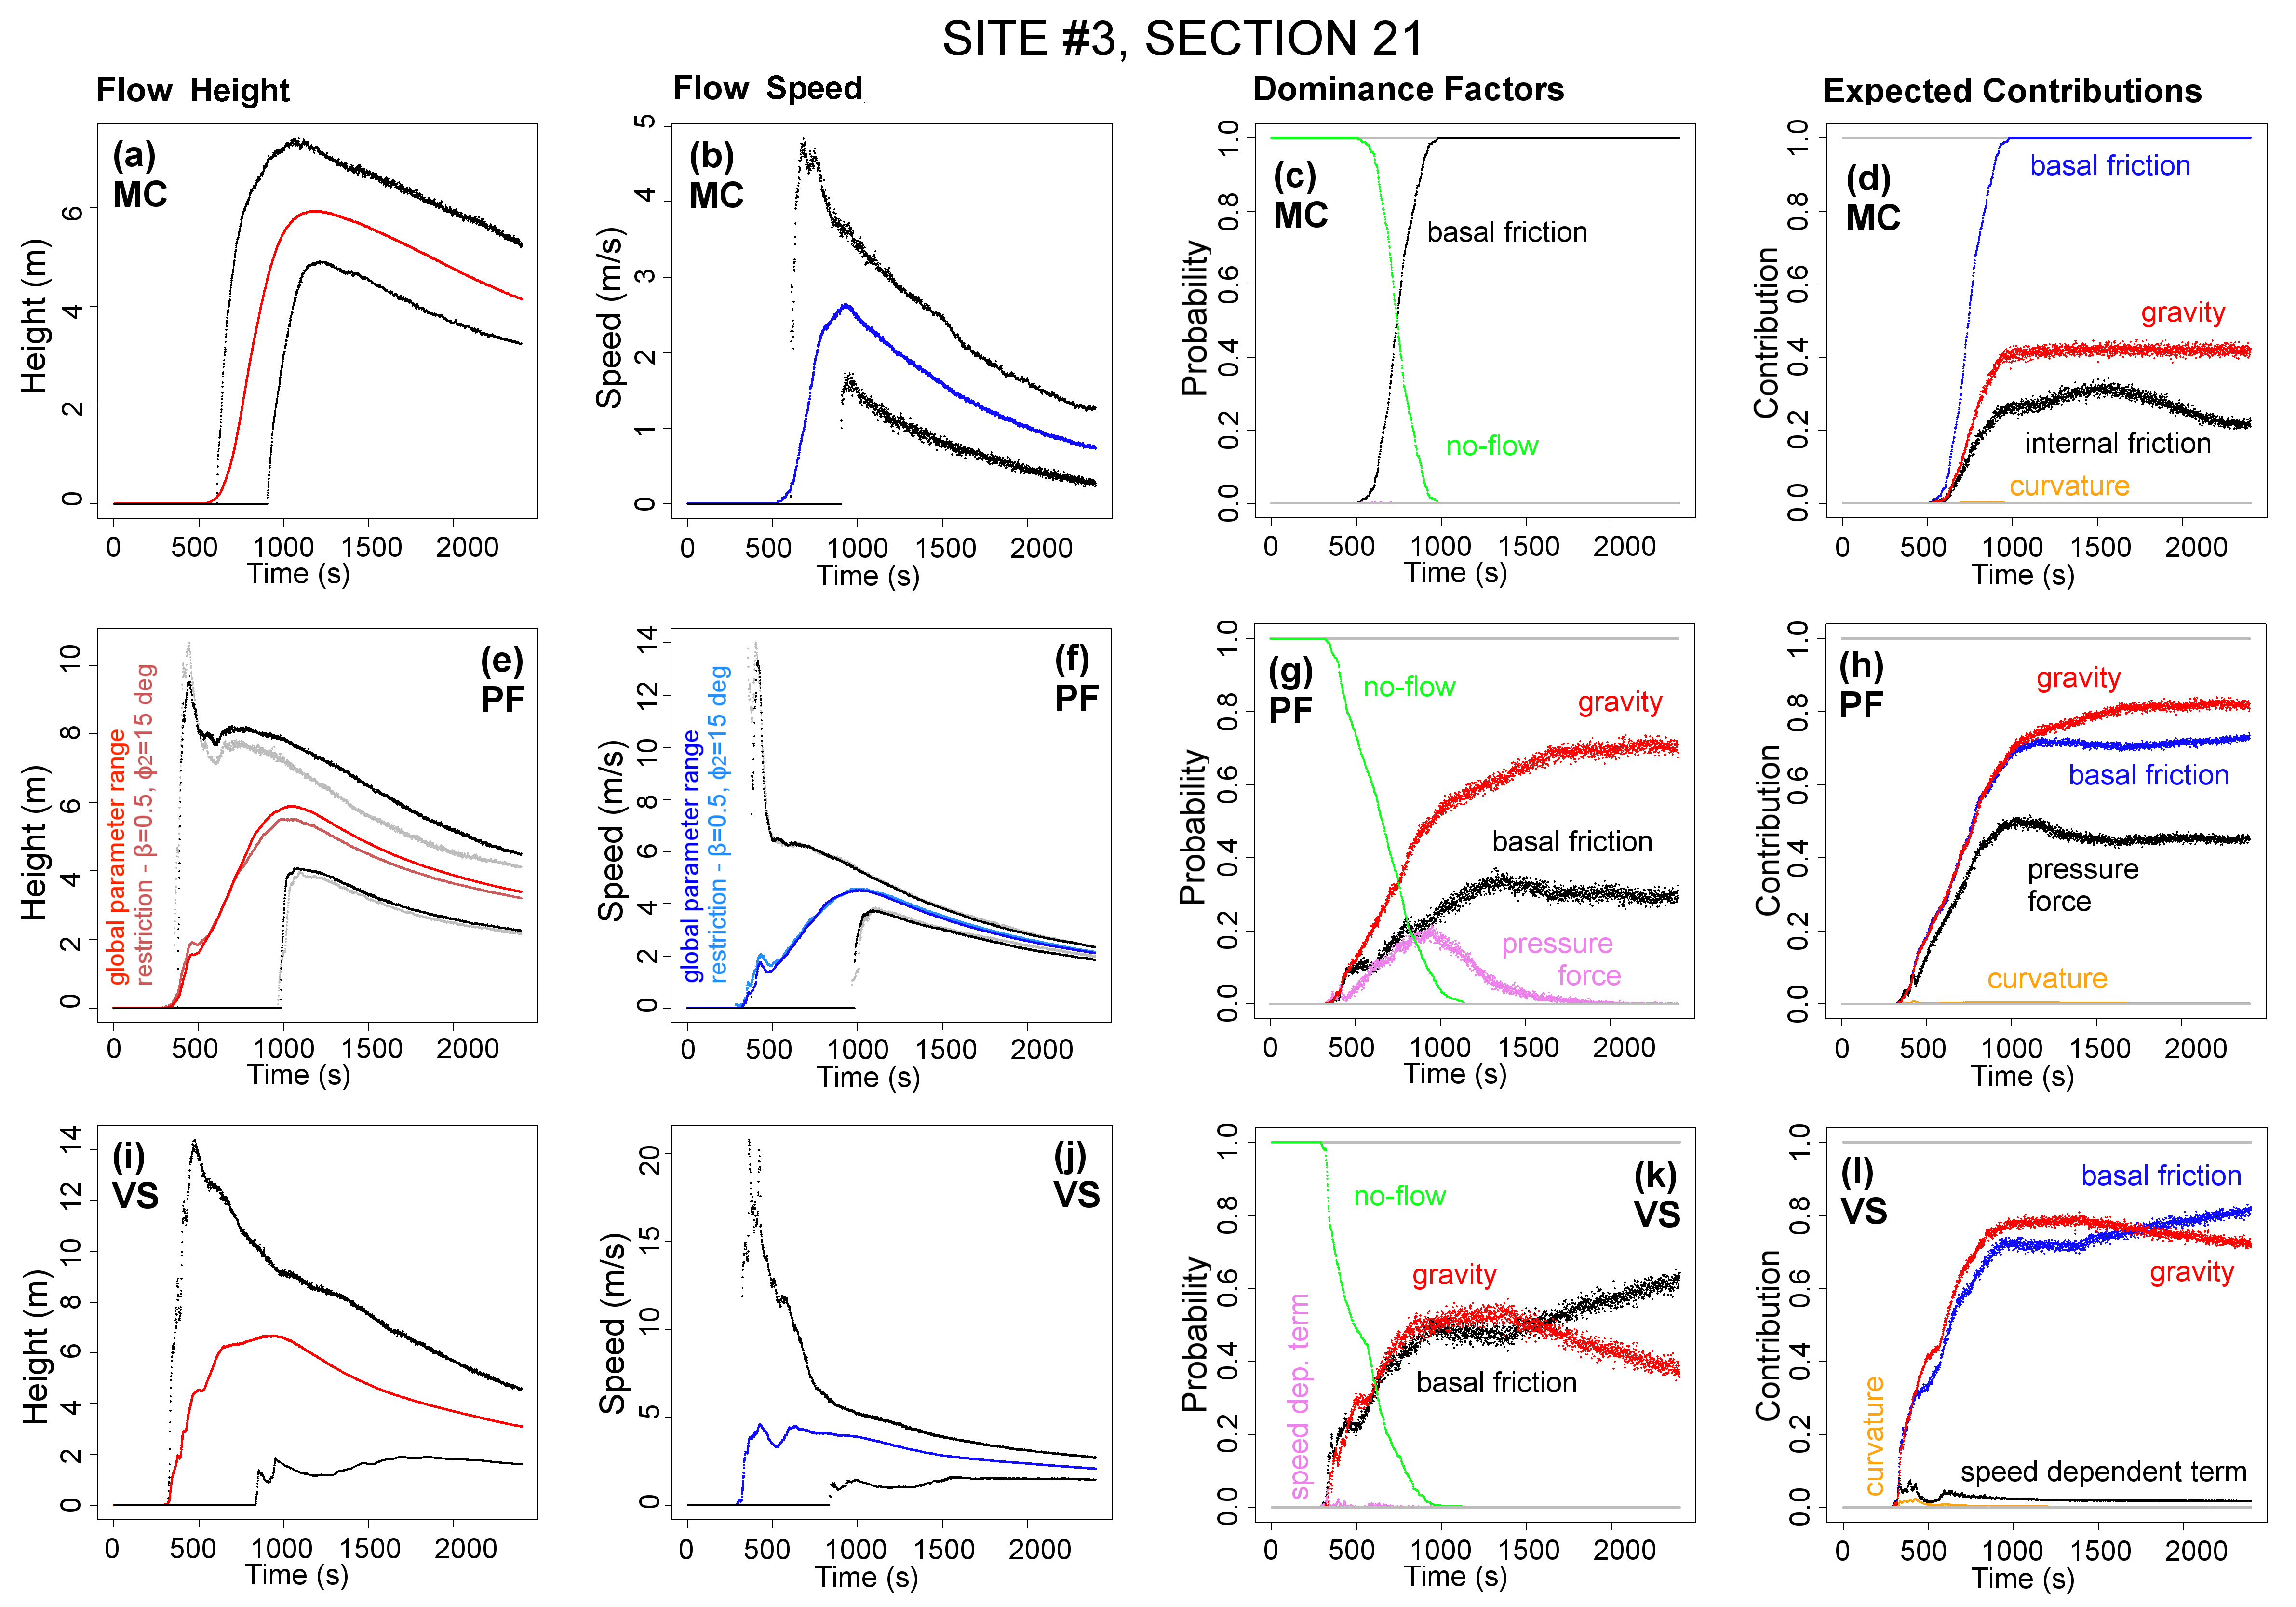 SITE #3, SECTION 21
Flow Height
Flow Speed
Dominance Factors
Expected Contributions
(a)
MC
Height (m)
0
2
4
6
0
500
1000
1500
2000
Time (s)
(b)
MC
Speed (m/s)
0
1
2
3
4
5
0
500
1000
1500
2000
Time (s)
(c)
MC
basal friction
no-flow
Probability
0.0
0.2
0.4
0.6
0.8
1.0
0
500
1000
1500
2000
Time (s)
(d)
MC
basal friction
gravity
internal friction
curvature
Contribution
0.0
0.2
0.4
0.6
0.8
1.0
0
500
1000
1500
2000
Time (s)
(e)
PF
global parameter range
restriction - β=0.5, ϕ2=15 deg
Height (m)
0
2
4
6
8
10
0
500
1000
1500
2000
Time (s)
(f)
PF
global parameter range
restriction - β=0.5, ϕ2=15 deg
Speed (m/s)
0
2
4
6
8
10
12
14
0
500
1000
1500
2000
Time (s)
(g)
PF
no-flow
gravity
basal friction
pressure
force
Probability
0.0
0.2
0.4
0.6
0.8
1.0
0
500
1000
1500
2000
Time (s)
(h)
PF
gravity
basal friction
pressure
force
curvature
Contribution
0.0
0.2
0.4
0.6
0.8
1.0
0
500
1000
1500
2000
Time (s)
(i)
VS
Height (m)
0
2
4
6
8
10
12
14
0
500
1000
1500
2000
Time (s)
(j)
VS
Speed (m/s)
0
5
10
15
20
0
500
1000
1500
2000
Time (s)
(k)
VS
no-flow
gravity
basal friction
speed dep. term
Probability
0.0
0.2
0.4
0.6
0.8
1.0
0
500
1000
1500
2000
Time (s)
(l)
VS
basal friction
gravity
curvature
speed dependent term
Contribution
0.0
0.2
0.4
0.6
0.8
1.0
0
500
1000
1500
2000
Time (s)